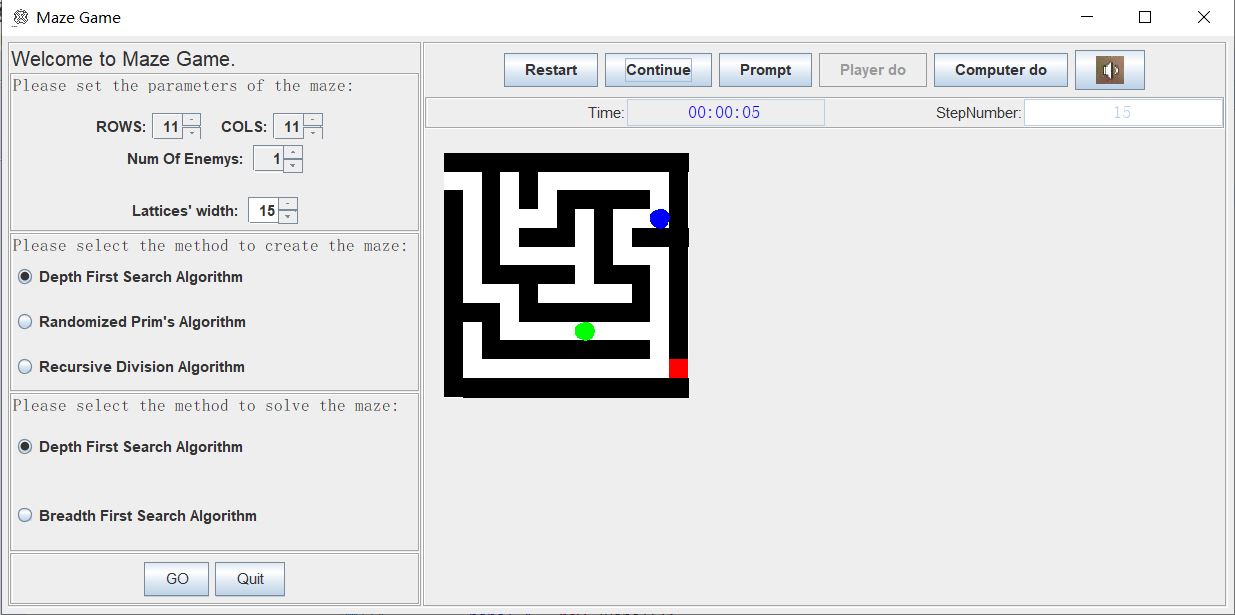 Maze Game
Welcome to Maze Game.
Please set the parameters of the maze:
ROWS: 11 COLS: 11
Num Of Enemys: 1
Lattices' width: 15
Please select the method to create the maze:
Depth First Search Algorithm
Randomized Prim's Algorithm
Recursive Division Algorithm
Please select the method to solve the maze:
Depth First Search Algorithm
Breadth First Search Algorithm
GO Quit
Restart Continue Prompt Player do Computer do
Time: 00:00:05 StepNumber: 15